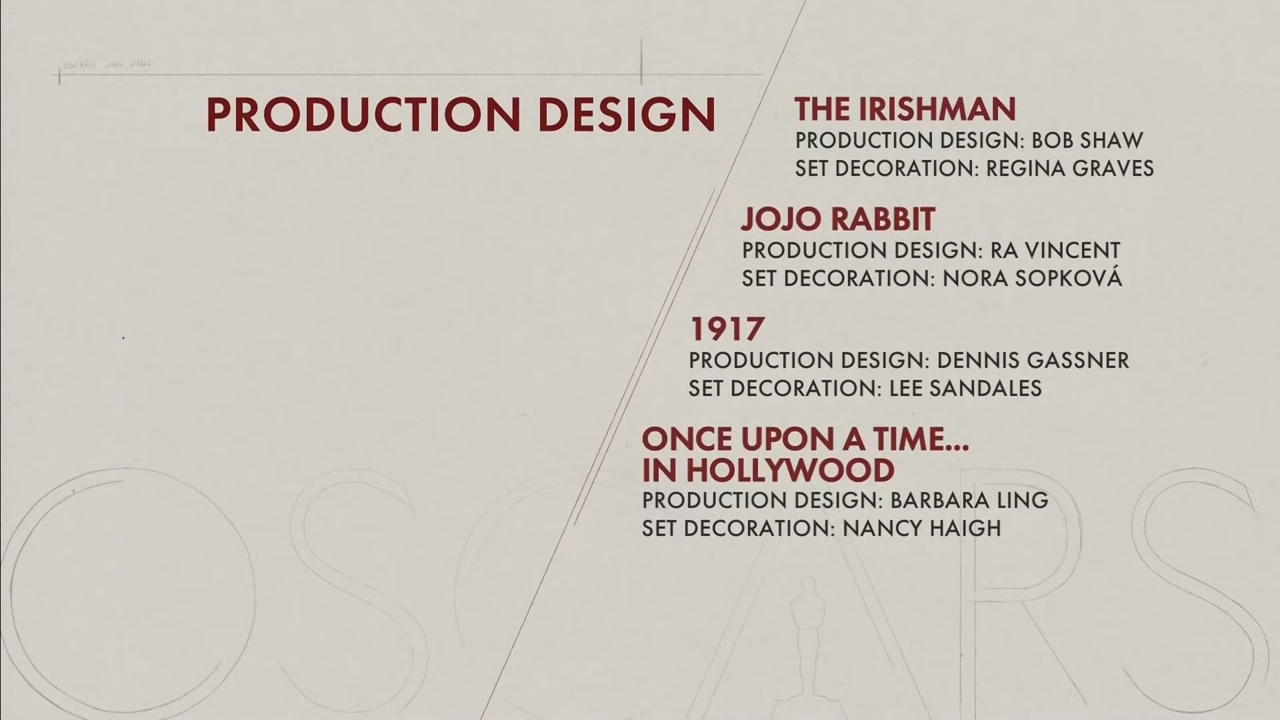 PRODUCTION DESIGN
THE IRISHMAN
PRODUCTION DESIGN: BOB SHAW
SET DECORATION: REGINA GRAVES
JOJO RABBIT
PRODUCTION DESIGN: RA VINCENT
SET DECORATION: NORA SOPKOVÁ
1917
PRODUCTION DESIGN: DENNIS GASSNER
SET DECORATION: LEE SANDALES
ONCE UPON A TIME...
IN HOLLYWOOD
PRODUCTION DESIGN: BARBARA LING
SET DECORATION: NANCY HAIGH
OSCARS